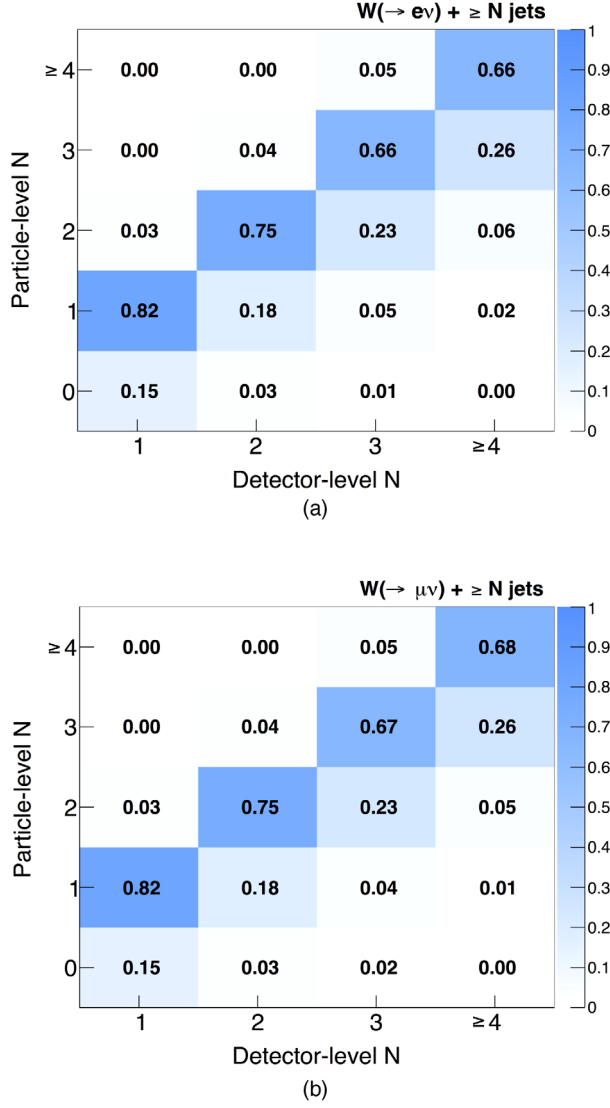 W(→ eν) + ≥ N jets
≥4 0.00 0.00 0.05 0.66
3 0.00 0.04 0.66 0.26
2 0.03 0.75 0.23 0.06
1 0.82 0.18 0.05 0.02
0 0.15 0.03 0.01 0.00
1 2 3 ≥4
Particle-level N
Detector-level N
1
0.9
0.8
0.7
0.6
0.5
0.4
0.3
0.2
0.1
0
(a)
W(→ μν) + ≥ N jets
≥4 0.00 0.00 0.05 0.68
3 0.00 0.04 0.67 0.26
2 0.03 0.75 0.23 0.05
1 0.82 0.18 0.04 0.01
0 0.15 0.03 0.02 0.00
1 2 3 ≥4
Particle-level N
Detector-level N
1
0.9
0.8
0.7
0.6
0.5
0.4
0.3
0.2
0.1
0
(b)